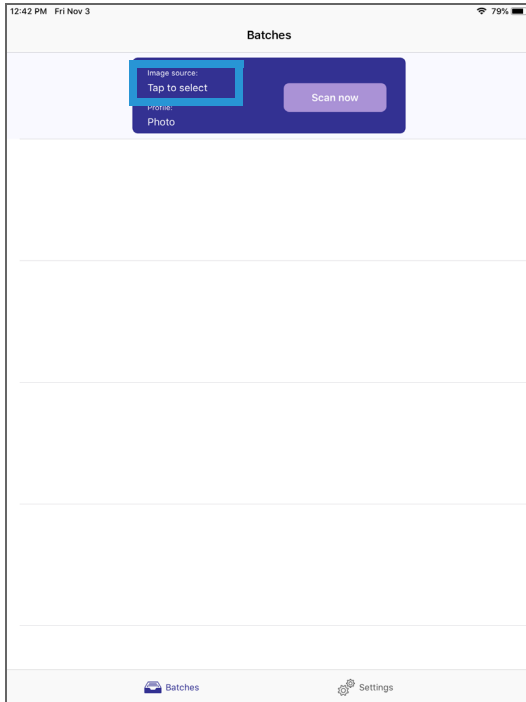 12:42 PM Fri Nov 3
79%
Batches
Image source:
Tap to select
Scan now
Profile:
Photo
Batches
Settings